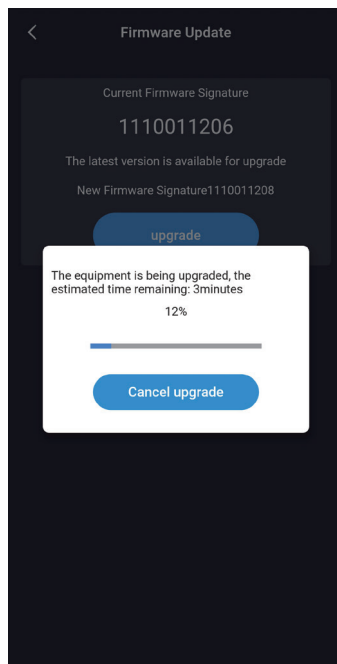 Firmware Update
Current Firmware Signature
1110011206
The latest version is available for upgrade
New Firmware Signature1110011208
upgrade
The equipment is being upgraded, the
estimated time remaining: 3minutes
12%
Cancel upgrade